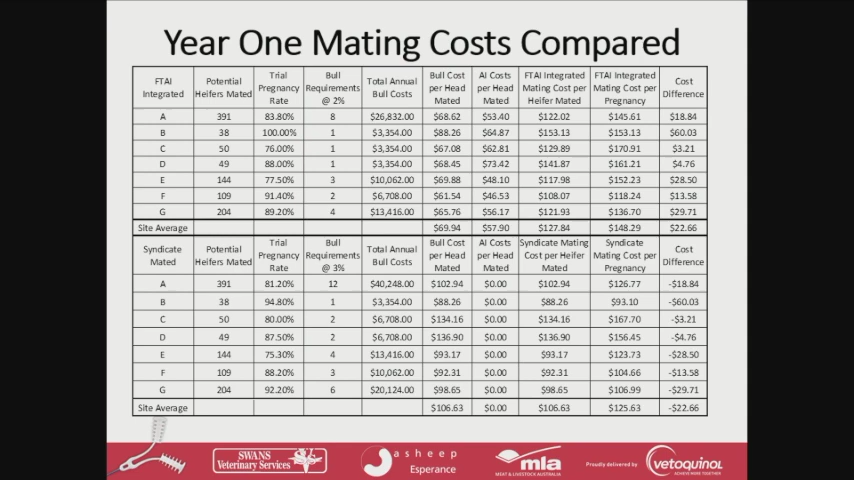 Year One Mating Costs Compared
FTAI Integrated Potential Heifers Mated Trial Pregnancy Rate Bull Requirements @ 2% Total Annual Bull Costs Bull Cost per Head Mated AI Costs per Head Mated FTAI Integrated Mating Cost per Heifer Mated FTAI Integrated Mating Cost per Pregnancy Cost Difference
A 391 83.80% 8 $26,832.00 $68.62 $53.40 $122.02 $145.61 $18.84
B 38 100.00% 1 $3,354.00 $88.26 $64.87 $153.13 $153.13 $60.03
C 50 76.00% 1 $3,354.00 $67.08 $62.81 $129.89 $170.91 $3.21
D 49 88.00% 1 $3,354.00 $68.45 $73.42 $141.87 $161.21 $4.76
E 144 77.50% 3 $10,062.00 $69.88 $48.10 $117.98 $152.23 $28.50
F 109 91.40% 2 $6,708.00 $61.54 $46.53 $108.07 $118.24 $13.58
G 204 89.20% 4 $13,416.00 $65.76 $56.17 $121.93 $136.70 $29.71
Site Average $69.94 $57.90 $127.84 $148.29 $22.66
Syndicate Mated Potential Heifers Mated Trial Pregnancy Rate Bull Requirements @ 3% Total Annual Bull Costs Bull Cost per Head Mated AI Costs per Head Mated Syndicate Mating Cost per Heifer Mated Syndicate Mating Cost per Pregnancy Cost Difference
A 391 81.20% 12 $40,248.00 $102.94 $0.00 $102.94 $126.77 -$18.84
B 38 94.80% 1 $3,354.00 $88.26 $0.00 $88.26 $93.10 -$60.03
C 50 80.00% 2 $6,708.00 $134.16 $0.00 $134.16 $167.70 -$3.21
D 49 87.50% 2 $6,708.00 $136.90 $0.00 $136.90 $156.45 -$4.76
E 144 75.30% 4 $13,416.00 $93.17 $0.00 $93.17 $123.73 -$28.50
F 109 88.20% 3 $10,062.00 $92.31 $0.00 $92.31 $104.66 -$13.58
G 204 92.20% 6 $20,124.00 $98.65 $0.00 $98.65 $106.99 -$29.71
Site Average $106.63 $0.00 $106.63 $125.63 -$22.66
SWANS
Veterinary Services
asheep
Esperance
mla
MEAT & LIVESTOCK AUSTRALIA
Proudly delivered by
vetoquinol
ACHIEVE MORE TOGETHER